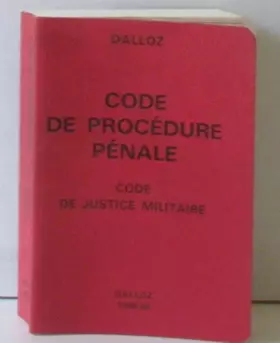 DALLOZ
CODE
DE PROCÉDURE
PÉNALE
CODE
DE JUSTICE MILITAIRE
DALLOZ